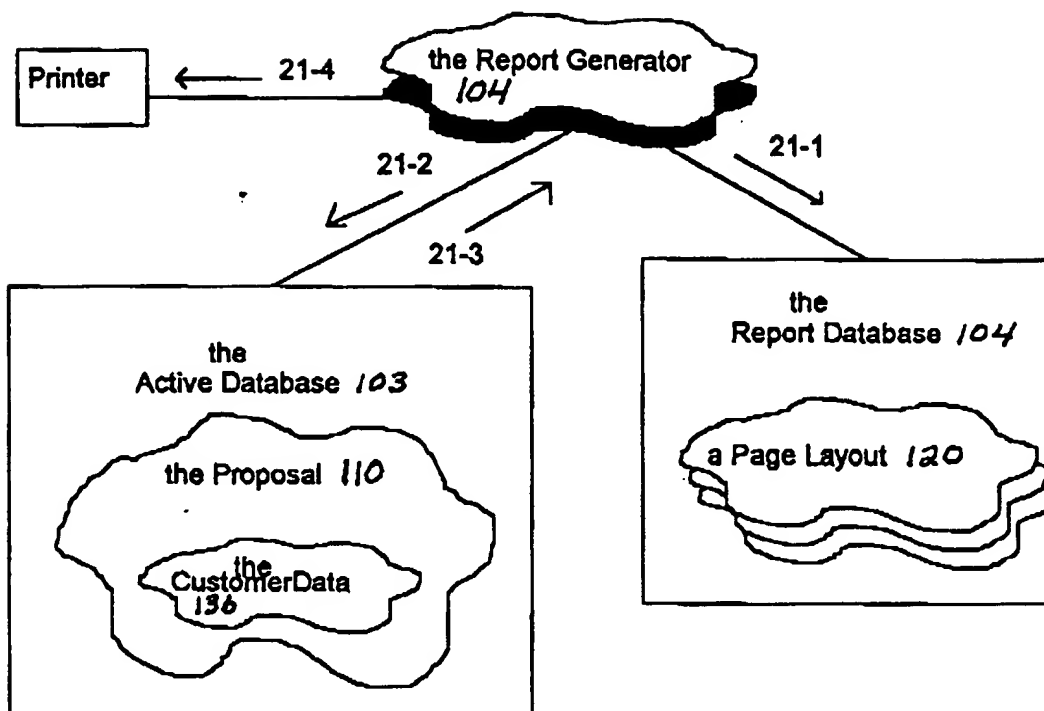 the Report Generator
104
Printer
21-4
21-1
21-2
21-3
the
Active Database 103
the Proposal 110
the
CustomerData
136
the
Report Database 104
a Page Layout 120